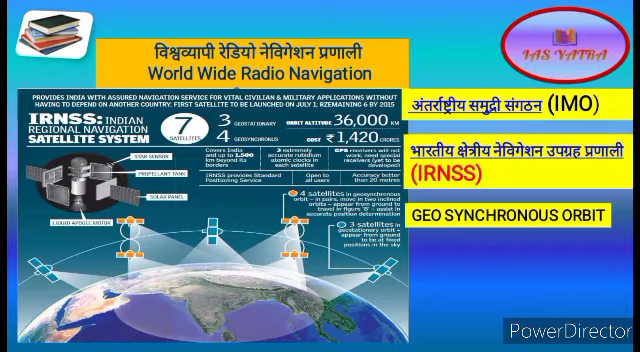 विश्वव्यापी रेडियो नेविगेशन प्रणाली
World Wide Radio Navigation
IAS YATRA
PROVIDES INDIA WITH ASSURED NAVIGATION SERVICE FOR VITAL CIVILIAN & MILITARY APPLICATIONS WITHOUT
HAVING TO DEPEND ON ANOTHER COUNTRY; FIRST SATELLITE TO BE LAUNCHED ON JULY 1. REMAINING 6 BY 2015
IRNSS: INDIAN
REGIONAL NAVIGATION
SATELLITE SYSTEM
7
SATELLITES
3 GEOSTATIONARY
4 GEOSYNCHRONOUS
ORBIT ALTITUDE 36,000 KM
COST ₹ 1,420 CRORES
Covers India
and up to 1,500
km beyond its
borders
3 extremely
accurate rubidium
atomic clocks in
each satellite
GPS receivers will not
work; need special
receivers (yet to be
developed)
IRNSS provides Standard
Positioning Service
Open to
all users
Accuracy better
than 20 metres
STAR SENSOR
PROPELLANT TANK
SOLAR PANEL
LIQUID APOGEE MOTOR
4 satellites in geosynchronous
orbit – in pairs, move in two inclined
orbits – appear from ground to
travel in figure '8' – assist in
accurate position determination
3 satellites in
geostationary orbit –
appear from ground
to be at fixed
positions in the sky
अंतर्राष्ट्रीय समुद्री संगठन (IMO)
भारतीय क्षेत्रीय नेविगेशन उपग्रह प्रणाली
(IRNSS)
GEO SYNCHRONOUS ORBIT
PowerDirector